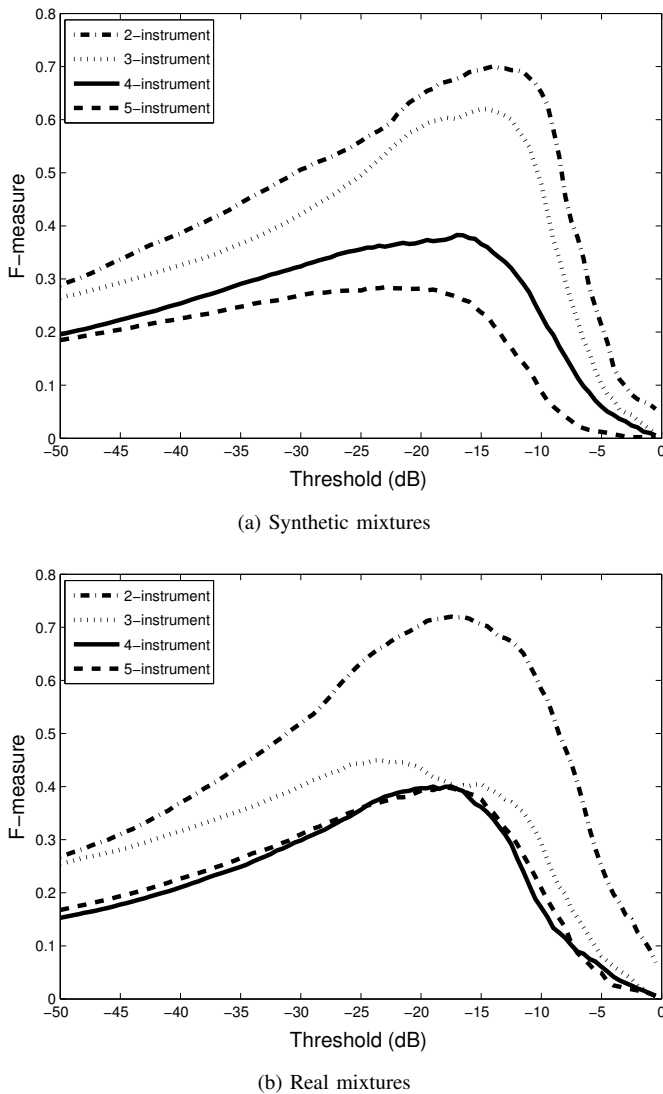 0.8
0.7
0.6
0.5
0.4
0.3
0.2
0.1
0
F−measure
2−instrument
3−instrument
4−instrument
5−instrument
−50 −45 −40 −35 −30 −25 −20 −15 −10 −5 0
Threshold (dB)
(a) Synthetic mixtures
0.8
0.7
0.6
0.5
0.4
0.3
0.2
0.1
0
F−measure
2−instrument
3−instrument
4−instrument
5−instrument
−50 −45 −40 −35 −30 −25 −20 −15 −10 −5 0
Threshold (dB)
(b) Real mixtures